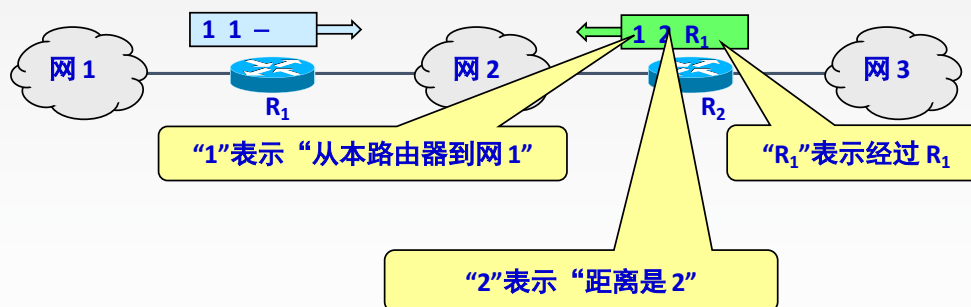 1 1 –
1 2 R₁
网 1
网 2
网 3
R₁
R₂
“1”表示“从本路由器到网 1”
“R₁”表示经过 R₁
“2”表示“距离是 2”